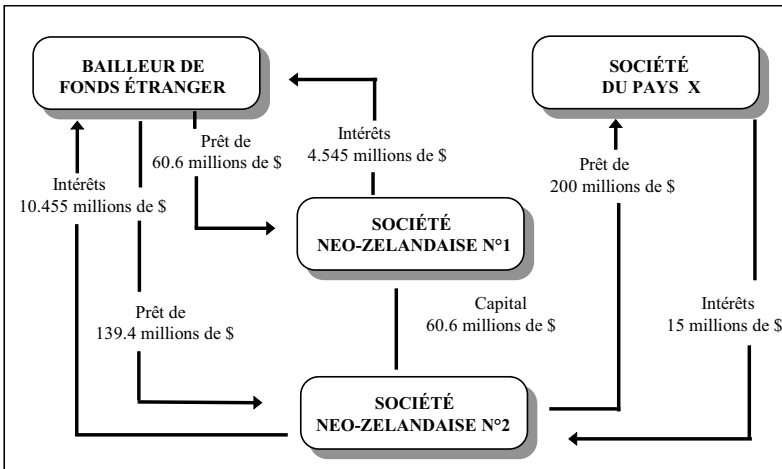 BAILLEUR DE
FONDS ÉTRANGER
SOCIÉTÉ
DU PAYS X
Prêt de
60.6 millions de $
Intérêts
4.545 millions de $
Prêt de
200 millions de $
Intérêts
10.455 millions de $
SOCIÉTÉ
NEO-ZELANDAISE N°1
Prêt de
139.4 millions de $
Capital
60.6 millions de $
Intérêts
15 millions de $
SOCIÉTÉ
NEO-ZELANDAISE N°2